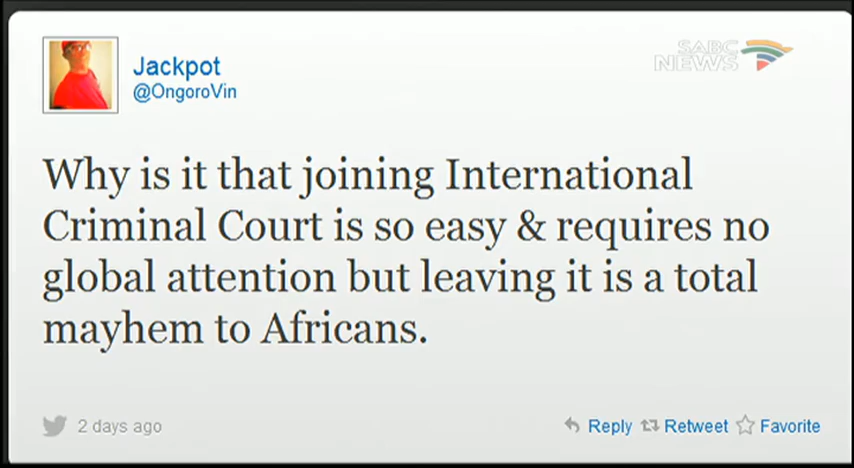 Jackpot
@OngoroVin
SABC
NEWS
Why is it that joining International
Criminal Court is so easy & requires no
global attention but leaving it is a total
mayhem to Africans.
2 days ago
Reply Retweet Favorite